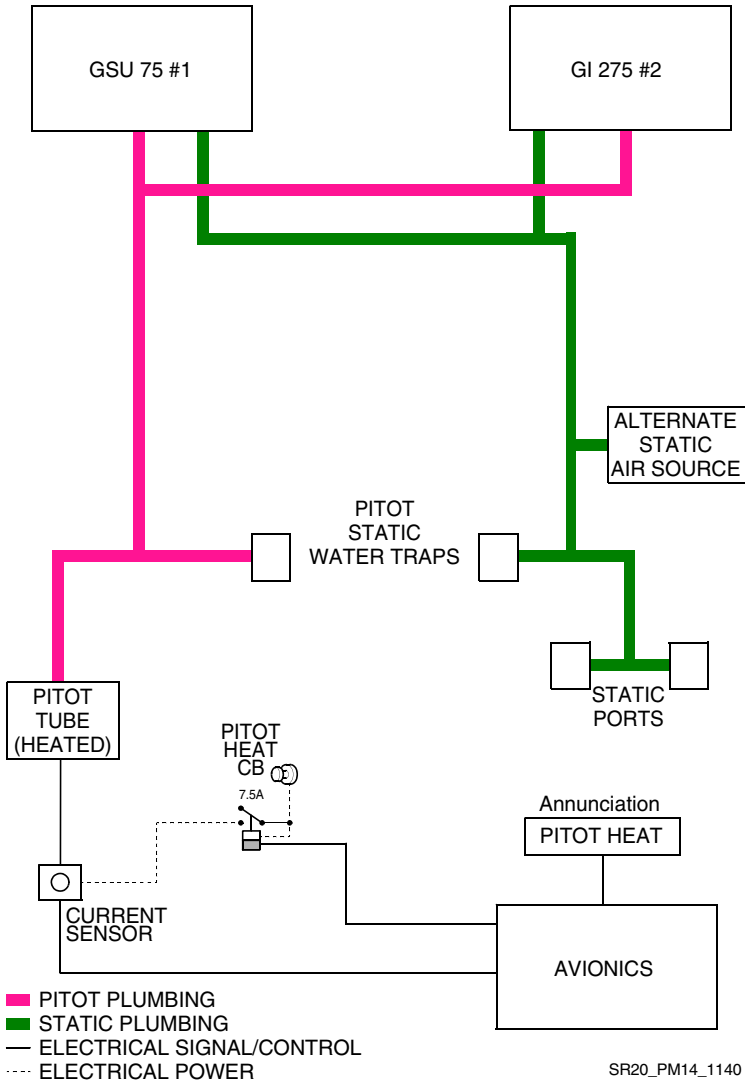 GSU 75 #1
GI 275 #2
ALTERNATE
STATIC
AIR SOURCE
PITOT
STATIC
WATER TRAPS
PITOT
TUBE
(HEATED)
STATIC
PORTS
PITOT
HEAT
CB
7.5A
Annunciation
PITOT HEAT
CURRENT
SENSOR
AVIONICS
PITOT PLUMBING
STATIC PLUMBING
ELECTRICAL SIGNAL/CONTROL
ELECTRICAL POWER
SR20_PM14_1140